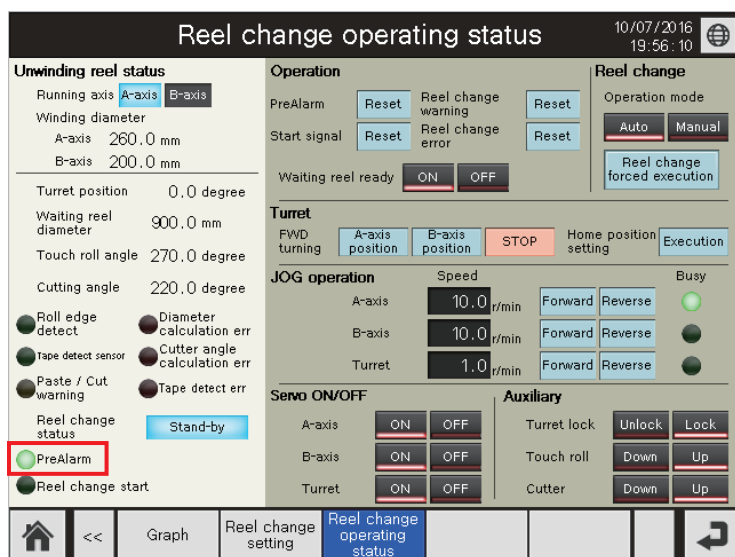 Reel change operating status
10/07/2016
19:56:10
Unwinding reel status
Running axis A-axis B-axis
Winding diameter
A-axis 260.0 mm
B-axis 200.0 mm
Turret position 0.0 degree
Waiting reel
diameter
900.0 mm
Touch roll angle 270.0 degree
Cutting angle 220.0 degree
Roll edge
detect
Diameter
calculation err
Tape detect sensor
Cutter angle
calculation err
Paste / Cut
warning
Tape detect err
Reel change
status
Stand-by
PreAlarm
Reel change start
Operation
PreAlarm Reset
Reel change
warning
Reset
Start signal Reset
Reel change
error
Reset
Waiting reel ready ON OFF
Reel change
Operation mode
Auto Manual
Reel change
forced execution
Turret
FWD
turning
A-axis
position
B-axis
position
STOP
Home position
setting
Execution
JOG operation Speed Busy
A-axis 10.0 r/min Forward Reverse
B-axis 10.0 r/min Forward Reverse
Turret 1.0 r/min Forward Reverse
Servo ON/OFF
A-axis ON OFF
B-axis ON OFF
Turret ON OFF
Auxiliary
Turret lock Unlock Lock
Touch roll Down Up
Cutter Down Up
<<
Graph
Reel change
setting
Reel change
operating
status